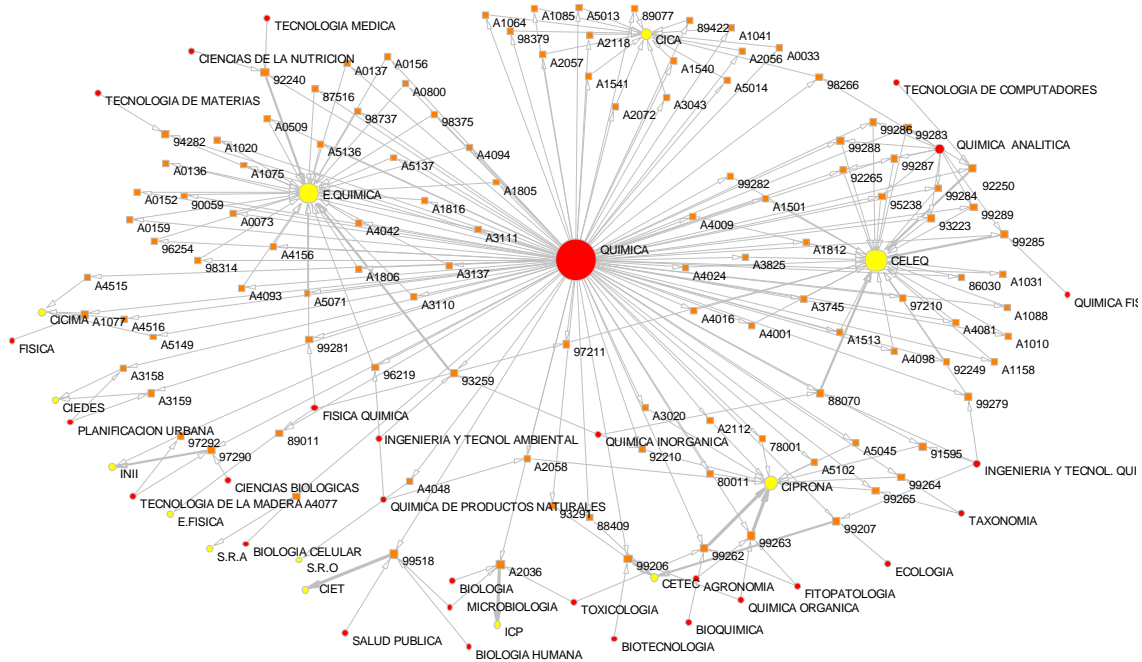 A1085
A5013
89077
A1064
89422
TECNOLOGIA MEDICA
98379
A2118
CICA
A1041
A0033
CIENCIAS DE LA NUTRICION
A0156
A2057
A2056
A0137
A1540
92240
A1541
A5014
98266
TECNOLOGIA DE COMPUTADORES
87516
A0800
TECNOLOGIA DE MATERIAS
A2072
A3043
98737
98375
A0509
99286
99283
94282
A1020
A5136
99288
QUIMICA ANALITICA
A4094
A0136
A1075
A5137
99287
99282
92265
92250
A1805
E.QUIMICA
A0152
90059
A1816
A1501
95238
99284
99289
A0073
A4009
93223
A0159
A4042
A3111
99285
96254
A4156
QUIMICA
A1812
98314
A3137
A4024
A3825
CELEQ
A1806
A4515
A4093
86030
A1031
A5071
A3110
A3745
97210
QUIMICA FIS
CICIMA
A1077
A4516
A4016
A4001
A4081
A1088
FISICA
A5149
99281
97211
A1513
A1010
A4098
92249
A1158
A3158
96219
93259
CIEDES
A3159
88070
99279
PLANIFICACION URBANA
FISICA QUIMICA
A3020
A2112
97292
89011
INGENIERIA Y TECNOL AMBIENTAL
QUIMICA INORGANICA
78001
97290
92210
A5045
91595
INII
A2058
A5102
INGENIERIA Y TECNOL. QUI
CIENCIAS BIOLOGICAS
A4048
80011
CIPRONA
99264
TECNOLOGIA DE LA MADERA
A4077
QUIMICA DE PRODUCTOS NATURALES
93291
99265
E.FISICA
88409
TAXONOMIA
99207
S.R.A
BIOLOGIA CELULAR
99263
99262
S.R.O
99518
99206
A2036
ECOLOGIA
CIET
BIOLOGIA
CETEC
AGRONOMIA
FITOPATOLOGIA
MICROBIOLOGIA
TOXICOLOGIA
QUIMICA ORGANICA
ICP
SALUD PUBLICA
BIOQUIMICA
BIOLOGIA HUMANA
BIOTECNOLOGIA